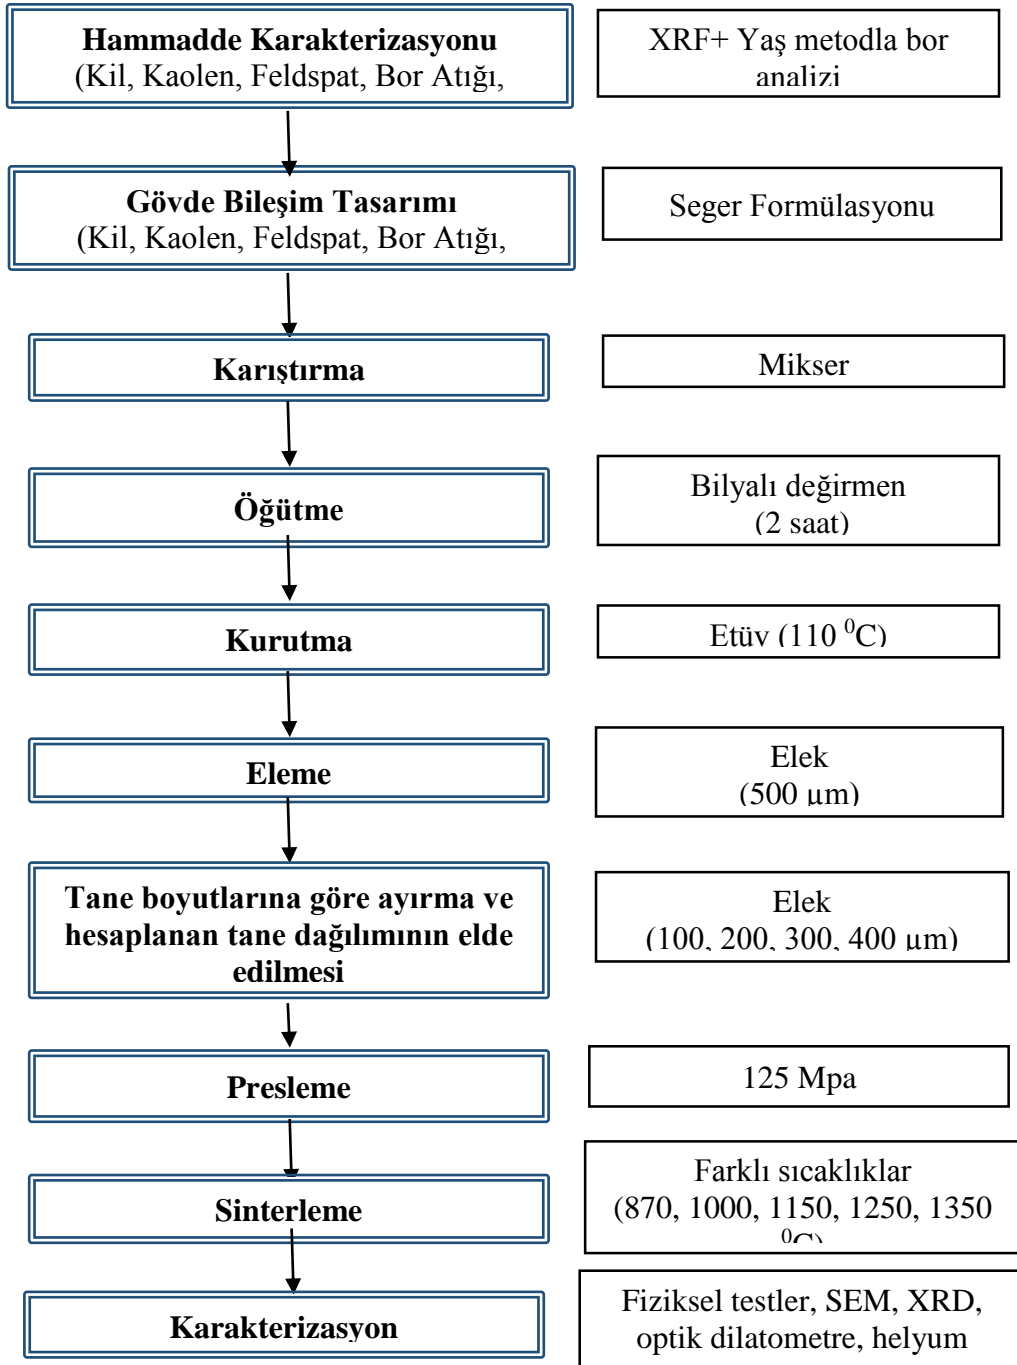 Hammadde Karakterizasyonu
(Kil, Kaolen, Feldspat, Bor Atığı,
XRF+ Yaş metodla bor
analizi
Gövde Bileşim Tasarımı
(Kil, Kaolen, Feldspat, Bor Atığı,
Seger Formülasyonu
Karıştırma
Mikser
Öğütme
Bilyalı değirmen
(2 saat)
Kurutma
Etüv (110 ⁰C)
Eleme
Elek
(500 µm)
Tane boyutlarına göre ayırma ve
hesaplanan tane dağılımının elde
edilmesi
Elek
(100, 200, 300, 400 µm)
Presleme
125 Mpa
Sinterleme
Farklı sıcaklıklar
(870, 1000, 1150, 1250, 1350
⁰C)
Karakterizasyon
Fiziksel testler, SEM, XRD,
optik dilatometre, helyum